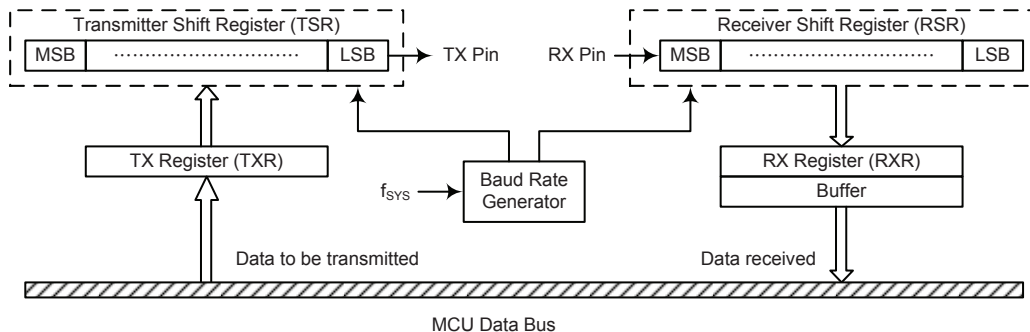 Transmitter Shift Register (TSR)
MSB
LSB
TX Pin
RX Pin
Receiver Shift Register (RSR)
MSB
LSB
TX Register (TXR)
RX Register (RXR)
Buffer
fSYS
Baud Rate
Generator
Data to be transmitted
Data received
MCU Data Bus